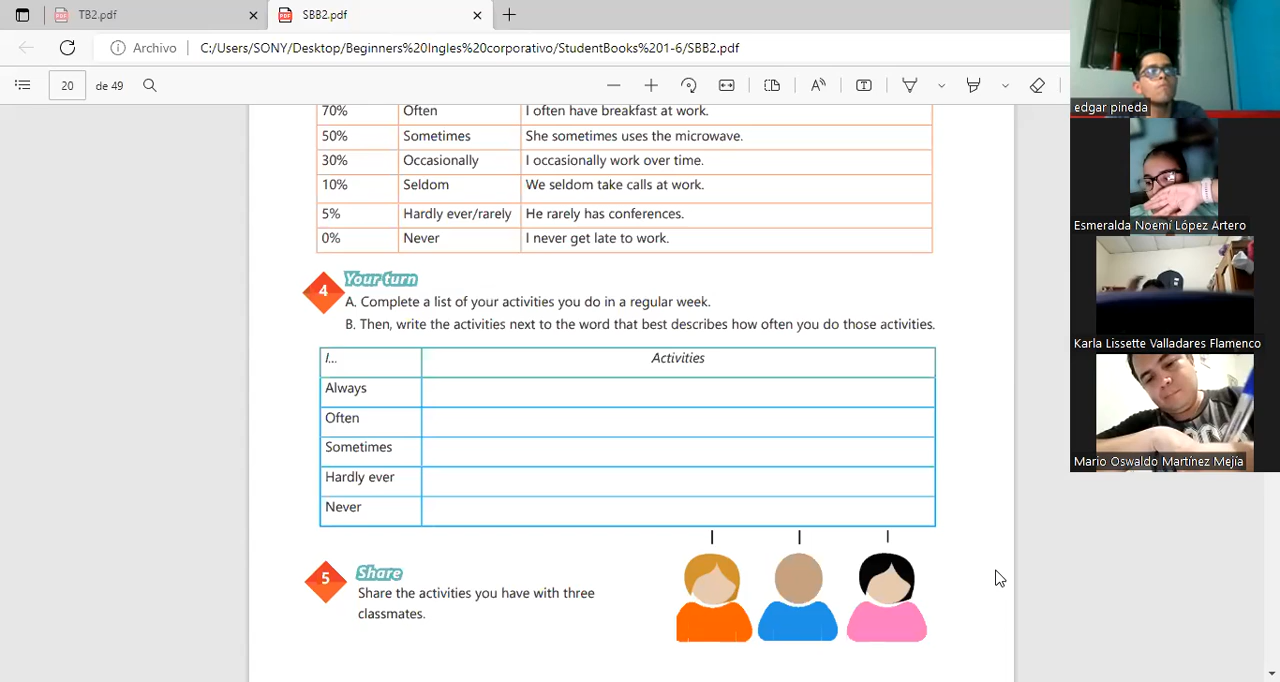 TB2.pdf
SBB2.pdf
Archivo C:/Users/SONY/Desktop/Beginners%20Ingles%20corporativo/StudentBooks%201-6/SBB2.pdf
20 de 49
70% Often I often have breakfast at work.
50% Sometimes She sometimes uses the microwave.
30% Occasionally I occasionally work over time.
10% Seldom We seldom take calls at work.
5% Hardly ever/rarely He rarely has conferences.
0% Never I never get late to work.
4 Your turn
A. Complete a list of your activities you do in a regular week.
B. Then, write the activities next to the word that best describes how often you do those activities.
I... Activities
Always
Often
Sometimes
Hardly ever
Never
5 Share
Share the activities you have with three
classmates.
edgar pineda
Esmeralda Noemí López Artero
Karla Lissette Valladares Flamenco
Mario Oswaldo Martínez Mejía